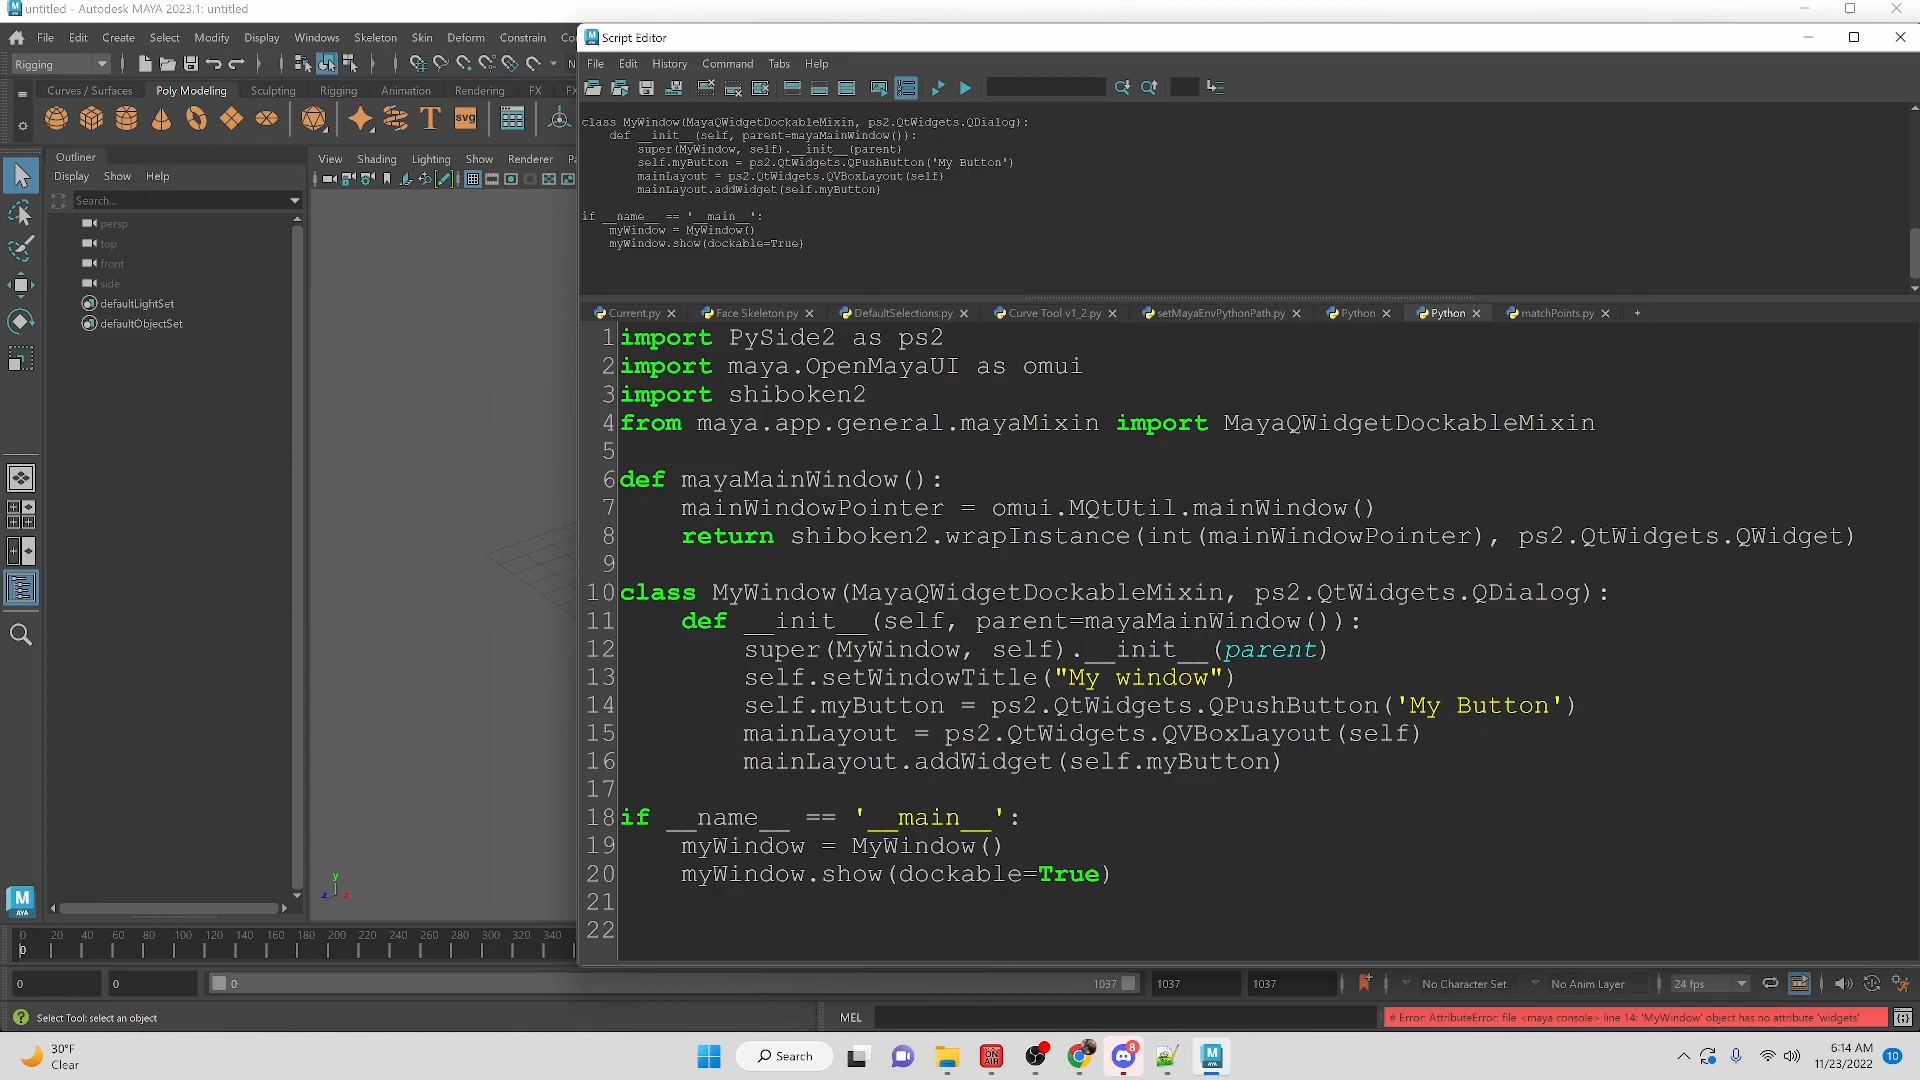 untitled - Autodesk MAYA 2023.1: untitled
File Edit Create Select Modify Display Windows Skeleton Skin Deform Constrain Co
Script Editor
File Edit History Command Tabs Help
Rigging
Curves / Surfaces Poly Modeling Sculpting Rigging Animation Rendering FX FX
T svg
class MyWindow(MayaQWidgetDockableMixin, ps2.QtWidgets.QDialog):
def __init__(self, parent=mayaMainWindow()):
super(MyWindow, self).__init__(parent)
self.myButton = ps2.QtWidgets.QPushButton('My Button')
mainLayout = ps2.QtWidgets.QVBoxLayout(self)
mainLayout.addWidget(self.myButton)
if __name__ == '__main__':
myWindow = MyWindow()
myWindow.show(dockable=True)
Outliner
Display Show Help
Search...
persp
top
front
side
defaultLightSet
defaultObjectSet
View Shading Lighting Show Renderer Pa
Current.py Face Skeleton.py DefaultSelections.py Curve Tool v1_2.py setMayaEnvPythonPath.py Python Python matchPoints.py +
1 import PySide2 as ps2
2 import maya.OpenMayaUI as omui
3 import shiboken2
4 from maya.app.general.mayaMixin import MayaQWidgetDockableMixin
5
6 def mayaMainWindow():
7 mainWindowPointer = omui.MQtUtil.mainWindow()
8 return shiboken2.wrapInstance(int(mainWindowPointer), ps2.QtWidgets.QWidget)
9
10 class MyWindow(MayaQWidgetDockableMixin, ps2.QtWidgets.QDialog):
11 def __init__(self, parent=mayaMainWindow()):
12 super(MyWindow, self).__init__(parent)
13 self.setWindowTitle("My window")
14 self.myButton = ps2.QtWidgets.QPushButton('My Button')
15 mainLayout = ps2.QtWidgets.QVBoxLayout(self)
16 mainLayout.addWidget(self.myButton)
17
18 if __name__ == '__main__':
19 myWindow = MyWindow()
20 myWindow.show(dockable=True)
21
22
y
z x
M
AYA
0 20 40 60 80 100 120 140 160 180 200 220 240 260 280 300 320 340
0
0 0 0 1037 1037 1037 No Character Set No Anim Layer 24 fps
Select Tool: select an object
MEL
# Error: AttributeError: file <maya console> line 14: 'MyWindow' object has no attribute 'widgets'
30°F
Clear
Search
ON AIR
8
M
AYA
6:14 AM
11/23/2022
10